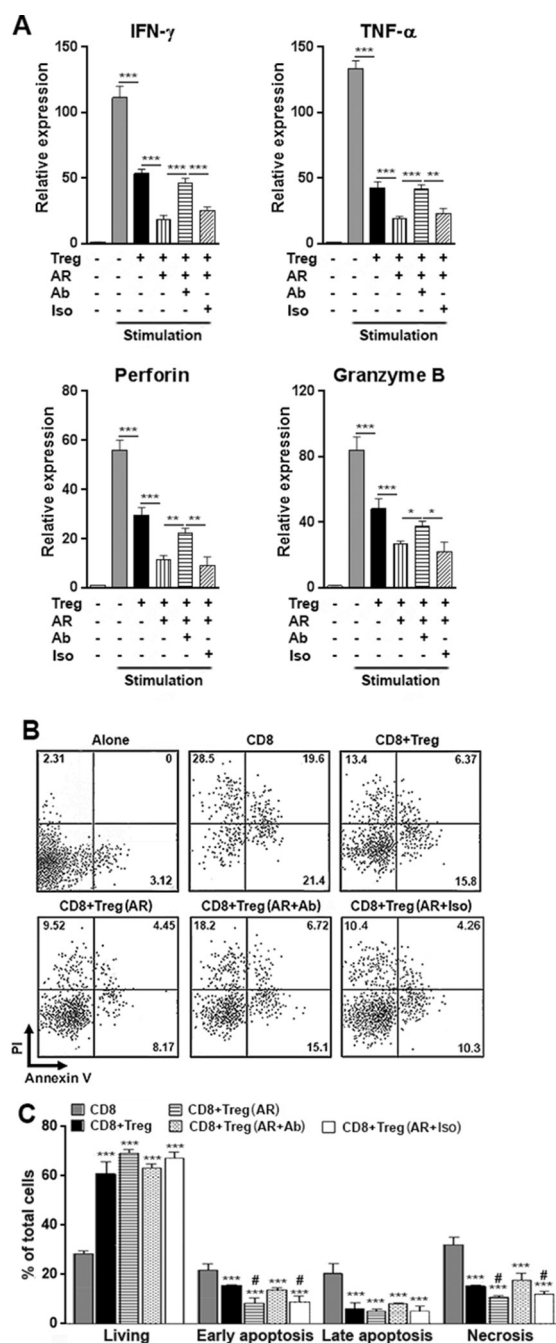 A
IFN-γ
TNF-α
Relative expression
150
100
50
0
***
***
*** ***
Relative expression
150
100
50
0
***
***
*** **
Treg - - + + + +
AR - - - + + +
Ab - - - - + -
Iso - - - - - +
Stimulation
Treg - - + + + +
AR - - - + + +
Ab - - - - + -
Iso - - - - - +
Stimulation
Perforin
Granzyme B
Relative expression
60
40
20
0
***
***
** **
Relative expression
120
80
40
0
***
***
* *
Treg - - + + + +
AR - - - + + +
Ab - - - - + -
Iso - - - - - +
Stimulation
Treg - - + + + +
AR - - - + + +
Ab - - - - + -
Iso - - - - - +
Stimulation
B
Alone CD8 CD8+Treg
2.31 0 28.5 19.6 13.4 6.37
3.12 21.4 15.8
CD8+Treg(AR) CD8+Treg(AR+Ab) CD8+Treg(AR+Iso)
9.52 4.45 18.2 6.72 10.4 4.26
8.17 15.1 10.3
PI
Annexin V
C
CD8 CD8+Treg(AR)
CD8+Treg CD8+Treg(AR+Ab) CD8+Treg(AR+Iso)
% of total cells
80
60
40
20
0
*** *** *** ***
# #
*** *** *** ***
*** *** *** ***
# #
*** *** *** ***
Living Early apoptosis Late apoptosis Necrosis